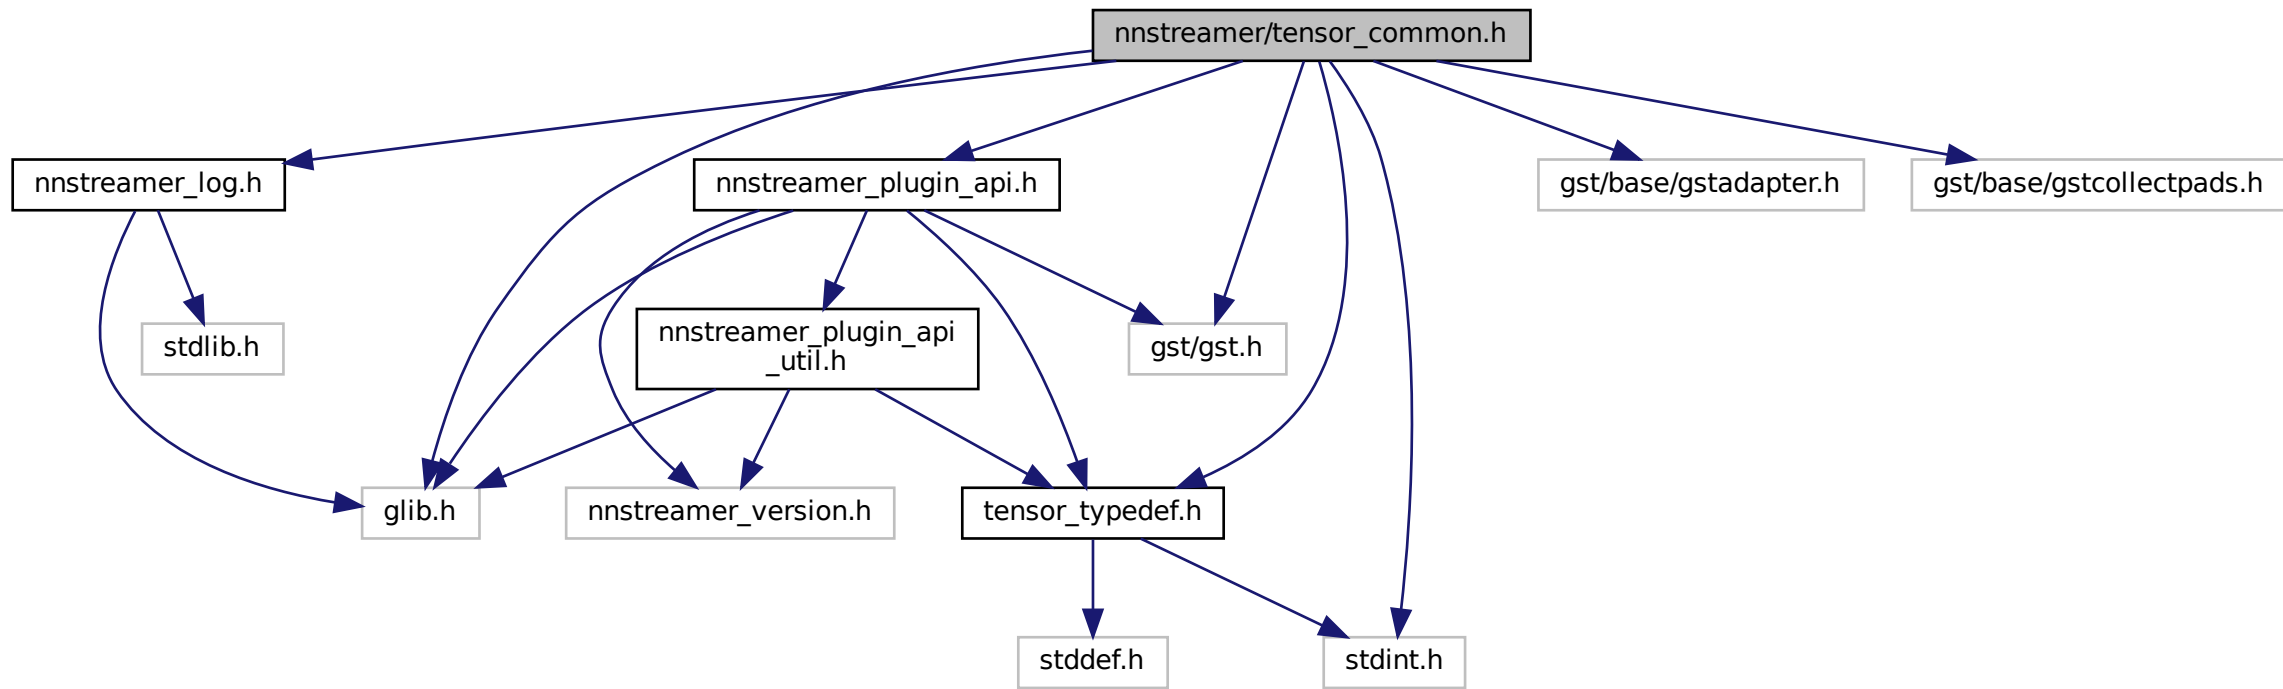 nnstreamer/tensor_common.h
nnstreamer_log.h
nnstreamer_plugin_api.h
gst/base/gstadapter.h
gst/base/gstcollectpads.h
stdlib.h
nnstreamer_plugin_api
_util.h
gst/gst.h
glib.h
nnstreamer_version.h
tensor_typedef.h
stddef.h
stdint.h